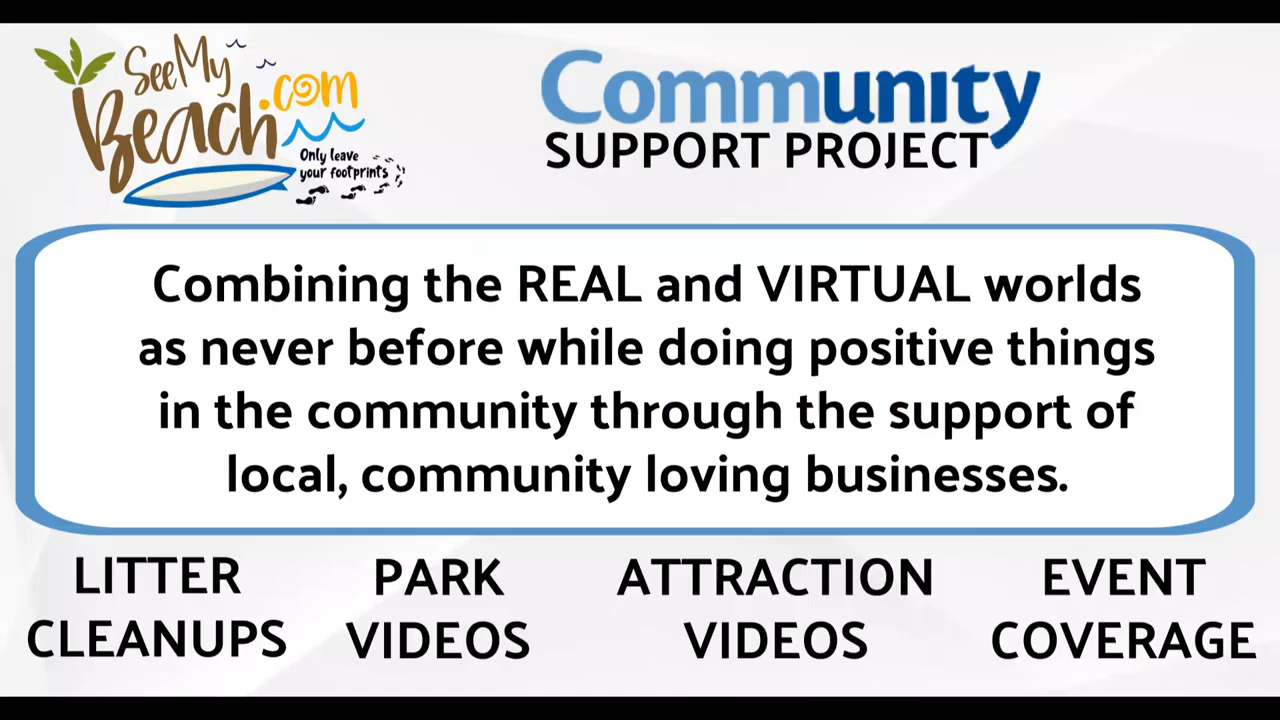 SeeMy
Beach.com
Only leave
your footprints
Community
SUPPORT PROJECT
Combining the REAL and VIRTUAL worlds
as never before while doing positive things
in the community through the support of
local, community loving businesses.
LITTER
CLEANUPS
PARK
VIDEOS
ATTRACTION
VIDEOS
EVENT
COVERAGE